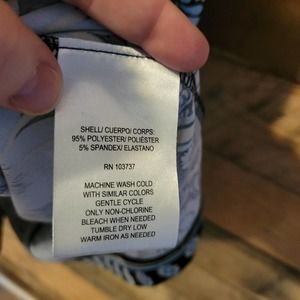 SHELL/ CUERPO/ CORPS:
95% POLYESTER/ POLIÉSTER
5% SPANDEX/ ELASTANO
RN 103737
MACHINE WASH COLD
WITH SIMILAR COLORS
GENTLE CYCLE
ONLY NON-CHLORINE
BLEACH WHEN NEEDED
TUMBLE DRY LOW
WARM IRON AS NEEDED